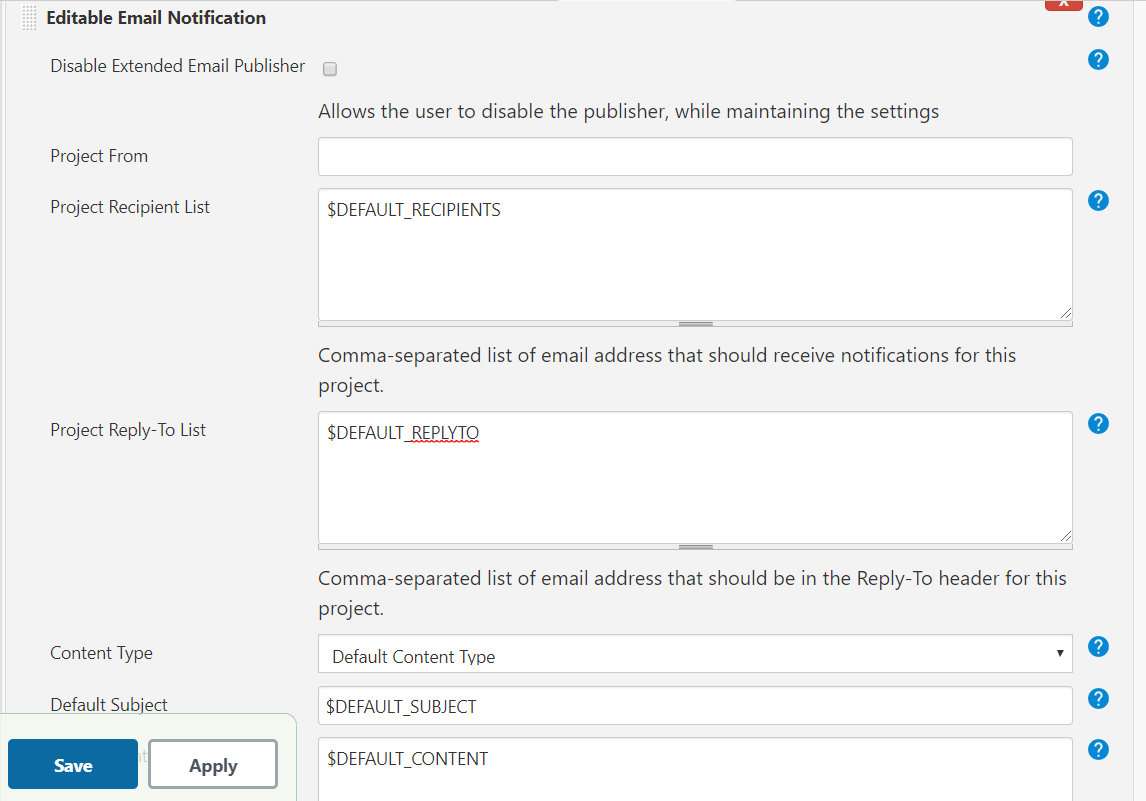 Editable Email Notification
X
?
Disable Extended Email Publisher
?
Allows the user to disable the publisher, while maintaining the settings
Project From
Project Recipient List
$DEFAULT_RECIPIENTS
?
Comma-separated list of email address that should receive notifications for this
project.
Project Reply-To List
$DEFAULT_REPLYTO
?
Comma-separated list of email address that should be in the Reply-To header for this
project.
Content Type
Default Content Type
?
Default Subject
$DEFAULT_SUBJECT
?
$DEFAULT_CONTENT
?
Save
Apply